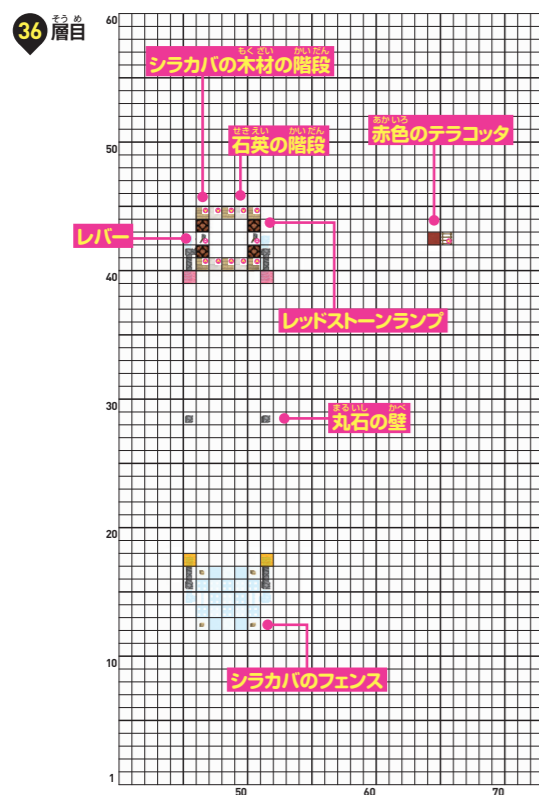 36 層目
そうめ
60
シラカバの木材の階段
もくざい かいだん
50
石英の階段
せきえい かいだん
赤色のテラコッタ
あかいろ
レバー
40
レッドストーンランプ
30
丸石の壁
まるいし かべ
20
10
シラカバのフェンス
1
50
60
70